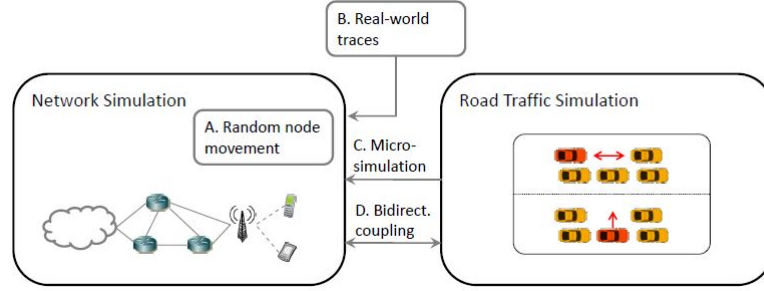 B. Real-world
traces
Network Simulation
A. Random node
movement
C. Micro-
simulation
D. Bidirect.
coupling
Road Traffic Simulation